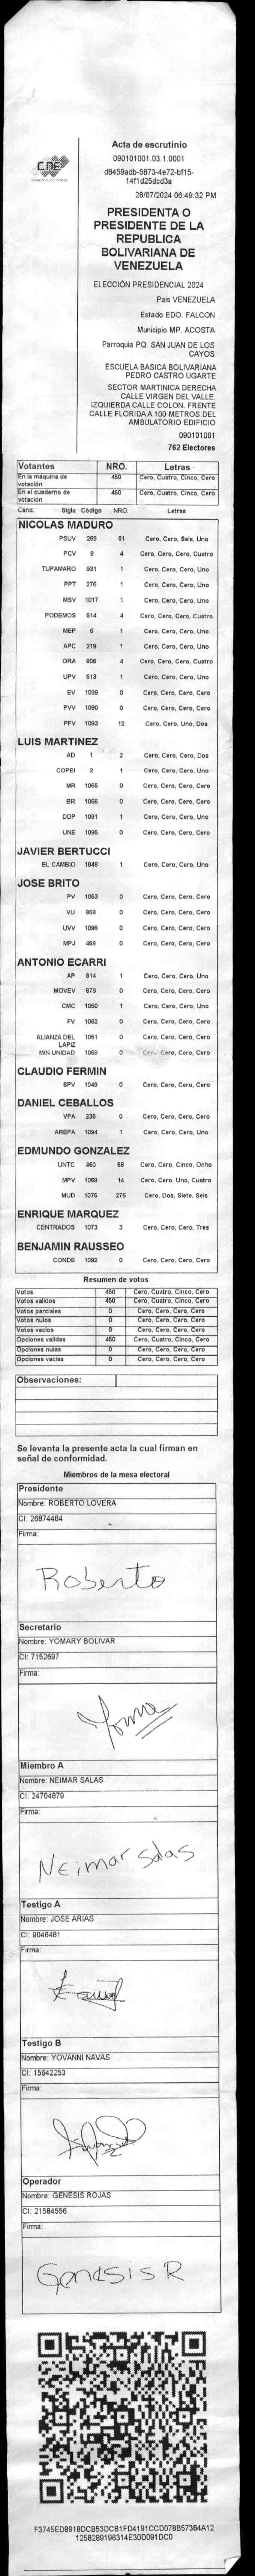 CNE
Acta de escrutinio
090101001.03.1.0001
d8459adb-5873-4e72-bf15-
14f1d25dcd3a
28/07/2024 06:49:32 PM
PRESIDENTA O
PRESIDENTE DE LA
REPUBLICA
BOLIVARIANA DE
VENEZUELA
ELECCIÓN PRESIDENCIAL 2024
Pais VENEZUELA
Estado EDO. FALCON
Municipio MP. ACOSTA
Parroquia PQ. SAN JUAN DE LOS
CAYOS
ESCUELA BASICA BOLIVARIANA
PEDRO CASTRO UGARTE
SECTOR MARTINICA DERECHA
CALLE VIRGEN DEL VALLE.
IZQUIERDA CALLE COLON. FRENTE
CALLE FLORIDA A 100 METROS DEL
AMBULATORIO EDIFICIO
090101001
762 Electores
Votantes NRO. Letras
En la máquina de votación 450 Cero, Cuatro, Cinco, Cero
En el cuaderno de votación 450 Cero, Cuatro, Cinco, Cero
Cand. Sigla Código NRO. Letras
NICOLAS MADURO
PSUV 269 61 Cero, Cero, Seis, Uno
PCV 9 4 Cero, Cero, Cero, Cuatro
TUPAMARO 931 1 Cero, Cero, Cero, Uno
PPT 276 1 Cero, Cero, Cero, Uno
MSV 1017 1 Cero, Cero, Cero, Uno
PODEMOS 514 4 Cero, Cero, Cero, Cuatro
MEP 6 1 Cero, Cero, Cero, Uno
APC 219 1 Cero, Cero, Cero, Uno
ORA 906 4 Cero, Cero, Cero, Cuatro
UPV 513 1 Cero, Cero, Cero, Uno
EV 1089 0 Cero, Cero, Cero, Cero
PVV 1090 0 Cero, Cero, Cero, Cero
PFV 1093 12 Cero, Cero, Uno, Dos
LUIS MARTINEZ
AD 1 2 Cero, Cero, Cero, Dos
COPEI 2 1 Cero, Cero, Cero, Uno
MR 1065 0 Cero, Cero, Cero, Cero
BR 1066 0 Cero, Cero, Cero, Cero
DDP 1091 1 Cero, Cero, Cero, Uno
UNE 1095 0 Cero, Cero, Cero, Cero
JAVIER BERTUCCI
EL CAMBIO 1048 1 Cero, Cero, Cero, Uno
JOSE BRITO
PV 1053 0 Cero, Cero, Cero, Cero
VU 868 0 Cero, Cero, Cero, Cero
UVV 1096 0 Cero, Cero, Cero, Cero
MPJ 458 0 Cero, Cero, Cero, Cero
ANTONIO ECARRI
AP 814 1 Cero, Cero, Cero, Uno
MOVEV 878 0 Cero, Cero, Cero, Cero
CMC 1050 1 Cero, Cero, Cero, Uno
FV 1062 0 Cero, Cero, Cero, Cero
ALIANZA DEL LAPIZ 1051 0 Cero, Cero, Cero, Cero
MIN UNIDAD 1068 0 Cero, Cero, Cero, Cero
CLAUDIO FERMIN
SPV 1049 0 Cero, Cero, Cero, Cero
DANIEL CEBALLOS
VPA 236 0 Cero, Cero, Cero, Cero
AREPA 1094 1 Cero, Cero, Cero, Uno
EDMUNDO GONZALEZ
UNTC 460 58 Cero, Cero, Cinco, Ocho
MPV 1069 14 Cero, Cero, Uno, Cuatro
MUD 1075 276 Cero, Dos, Siete, Seis
ENRIQUE MARQUEZ
CENTRADOS 1073 3 Cero, Cero, Cero, Tres
BENJAMIN RAUSSEO
CONDE 1092 0 Cero, Cero, Cero, Cero
Resumen de votos
Votos 450 Cero, Cuatro, Cinco, Cero
Votos validos 450 Cero, Cuatro, Cinco, Cero
Votos parciales 0 Cero, Cero, Cero, Cero
Votos nulos 0 Cero, Cero, Cero, Cero
Votos vacios 0 Cero, Cero, Cero, Cero
Opciones validas 450 Cero, Cuatro, Cinco, Cero
Opciones nulas 0 Cero, Cero, Cero, Cero
Opciones vacias 0 Cero, Cero, Cero, Cero
Observaciones:
Se levanta la presente acta la cual firman en
señal de conformidad.
Miembros de la mesa electoral
Presidente
Nombre: ROBERTO LOVERA
CI: 26874484
Firma:
Roberto
Secretario
Nombre: YOMARY BOLIVAR
CI: 7152697
Firma:
Miembro A
Nombre: NEIMAR SALAS
CI: 24704879
Firma:
Neimar Salas
Testigo A
Nombre: JOSE ARIAS
CI: 9046481
Firma:
Testigo B
Nombre: YOVANNI NAVAS
CI: 15642253
Firma:
Operador
Nombre: GENESIS ROJAS
CI: 21584556
Firma:
Genesis R
F3745ED8918DCB53DCB1FD4191CCD078B57384A12
1258289196314E30D091DC0